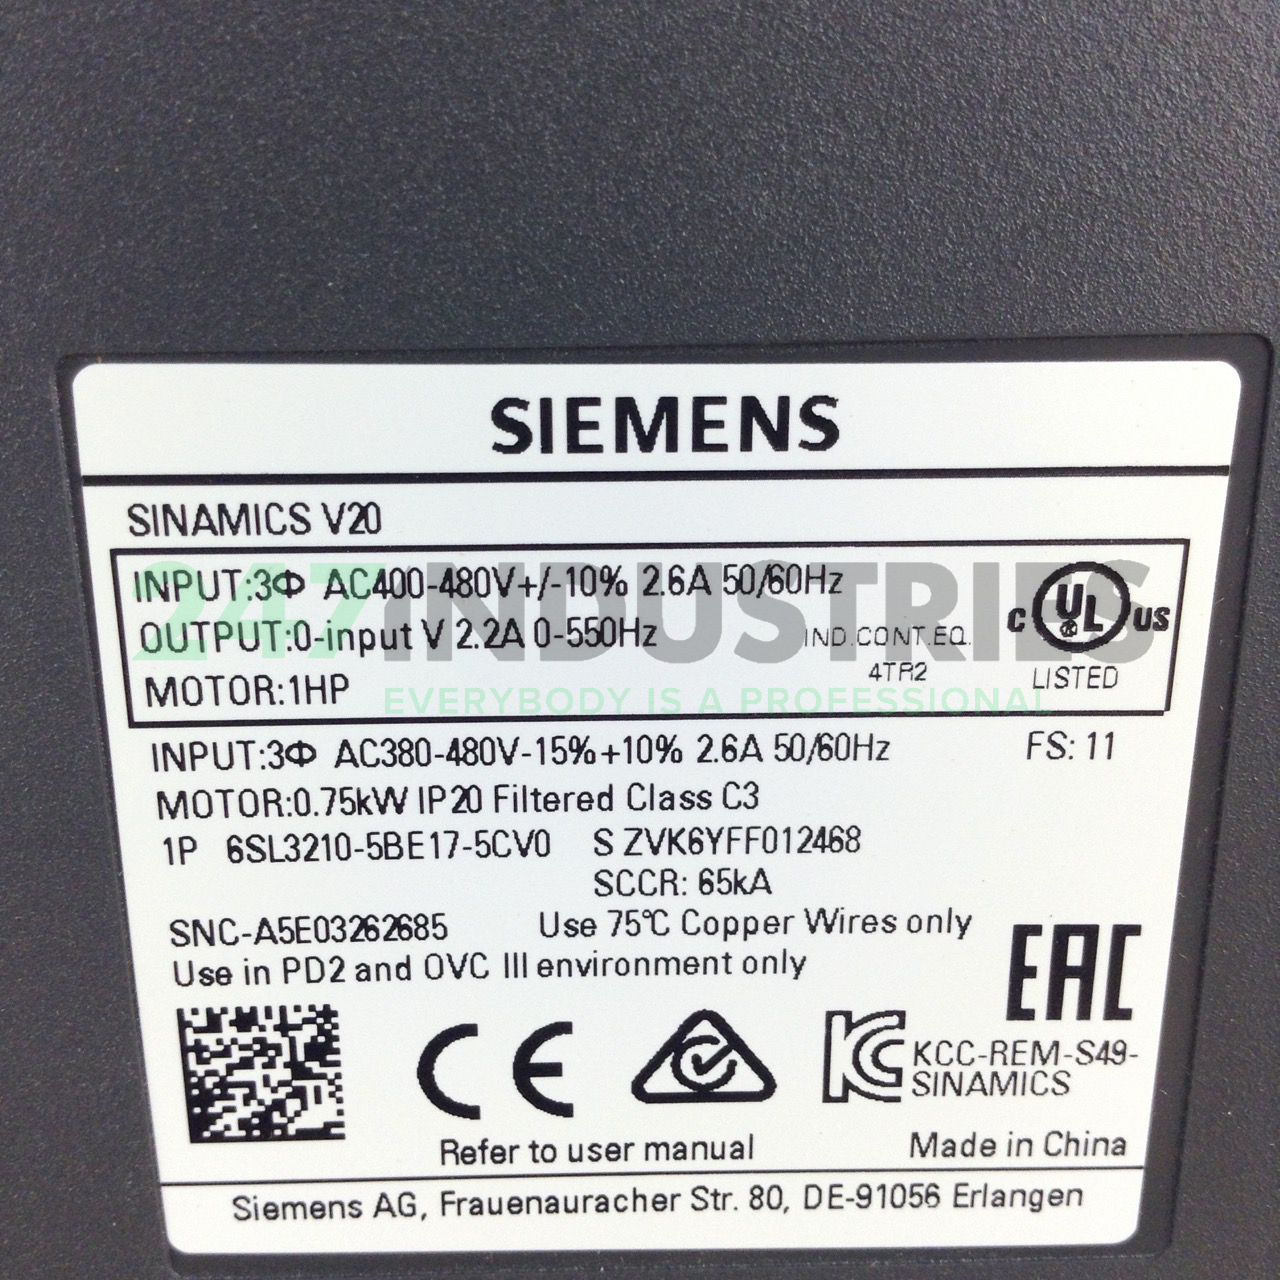 SIEMENS
SINAMICS V20
INPUT:3Φ AC400-480V+/-10% 2.6A 50/60Hz
OUTPUT:0-input V 2.2A 0-550Hz
MOTOR:1HP
IND.CONT.EQ.
4TR2
C UL US
®
LISTED
247INDUSTRIES
EVERYBODY IS A PROFESSIONAL
INPUT:3Φ AC380-480V-15%+10% 2.6A 50/60Hz FS: 11
MOTOR:0.75kW IP20 Filtered Class C3
1P 6SL3210-5BE17-5CV0 S ZVK6YFF012468
SCCR: 65kA
SNC-A5E03262685 Use 75℃ Copper Wires only
Use in PD2 and OVC III environment only
EAC
CE
KC
KCC-REM-S49-
SINAMICS
Refer to user manual Made in China
Siemens AG, Frauenauracher Str. 80, DE-91056 Erlangen